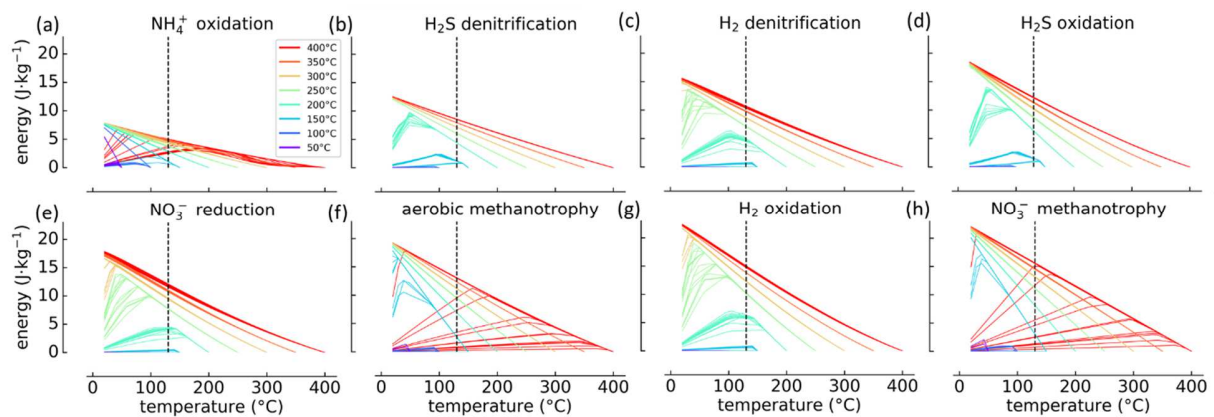 (a) NH₄⁺ oxidation
(b) H₂S denitrification
(c) H₂ denitrification
(d) H₂S oxidation
energy (J·kg⁻¹)
20
15
10
5
0
400°C
350°C
300°C
250°C
200°C
150°C
100°C
50°C
(e) NO₃⁻ reduction
(f) aerobic methanotrophy
(g) H₂ oxidation
(h) NO₃⁻ methanotrophy
energy (J·kg⁻¹)
20
15
10
5
0
0 100 200 300 400
0 100 200 300 400
0 100 200 300 400
0 100 200 300 400
temperature (°C)
temperature (°C)
temperature (°C)
temperature (°C)